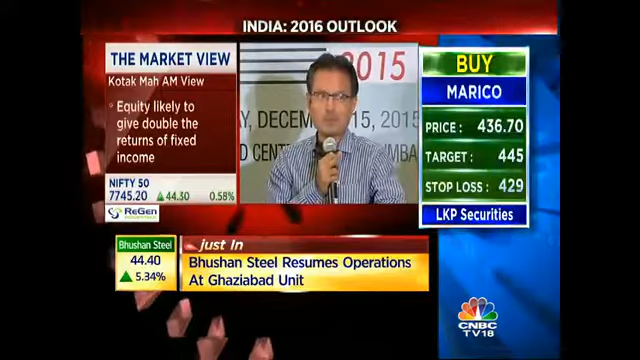 INDIA: 2016 OUTLOOK
THE MARKET VIEW
Kotak Mah AM View
Equity likely to
give double the
returns of fixed
income
NIFTY 50
7745.20 ▲44.30 0.58%
ReGen
2015
AY, DECEMBER 15, 2015
D CENT
MBA
BUY
MARICO
PRICE : 436.70
TARGET : 445
STOP LOSS : 429
LKP Securities
Bhushan Steel
44.40
▲ 5.34%
just In
Bhushan Steel Resumes Operations
At Ghaziabad Unit
CNBC
TV18